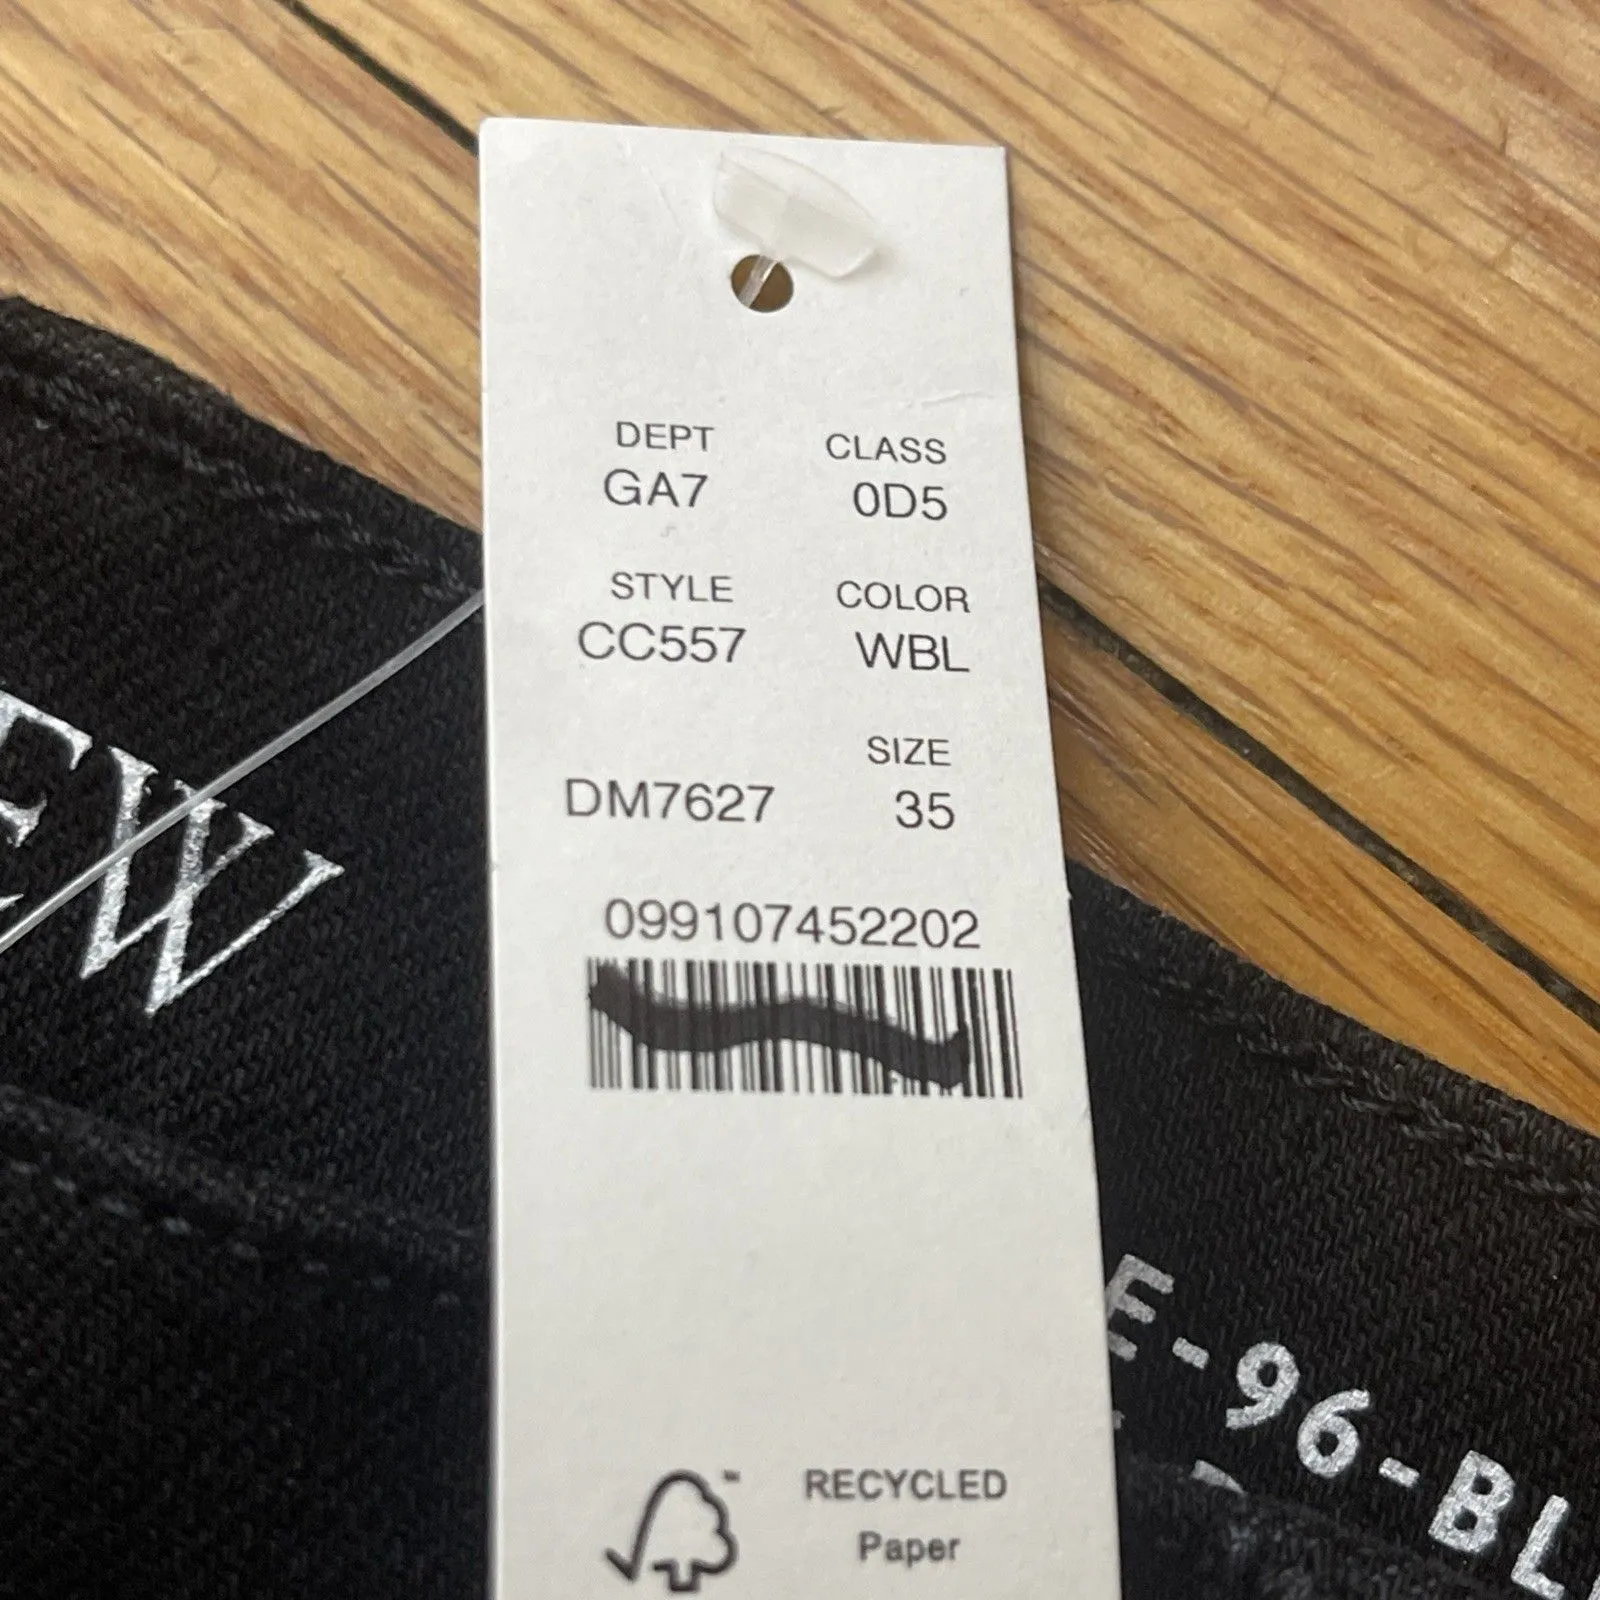 DEPT CLASS
GA7 0D5
STYLE COLOR
CC557 WBL
SIZE
DM7627 35
099107452202
EW
E-96-BL
RECYCLED
Paper